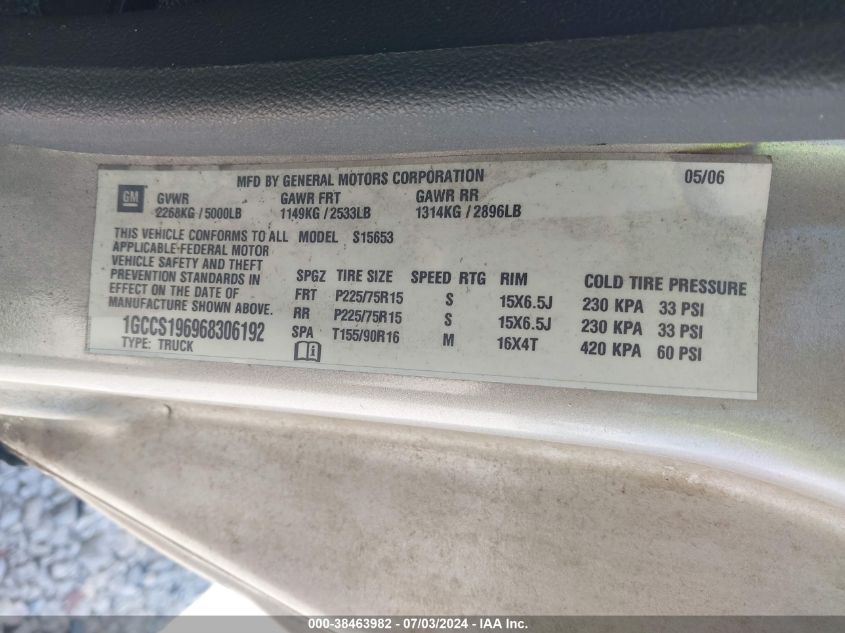 MFD BY GENERAL MOTORS CORPORATION 05/06
GM
GVWR GAWR FRT GAWR RR
2268KG / 5000LB 1149KG / 2533LB 1314KG / 2896LB
THIS VEHICLE CONFORMS TO ALL MODEL S15653
APPLICABLE FEDERAL MOTOR
VEHICLE SAFETY AND THEFT
PREVENTION STANDARDS IN
EFFECT ON THE DATE OF
MANUFACTURE SHOWN ABOVE.
1GCCS196968306192
TYPE: TRUCK
SPGZ TIRE SIZE SPEED RTG RIM COLD TIRE PRESSURE
FRT P225/75R15 S 15X6.5J 230 KPA 33 PSI
RR P225/75R15 S 15X6.5J 230 KPA 33 PSI
SPA T155/90R16 M 16X4T 420 KPA 60 PSI
000-38463982 - 07/03/2024 - IAA Inc.